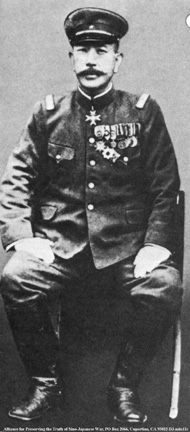 Alliance for Preserving the Truth of Sino-Japanese War, PO Box 2066, Cupertino, CA 95015